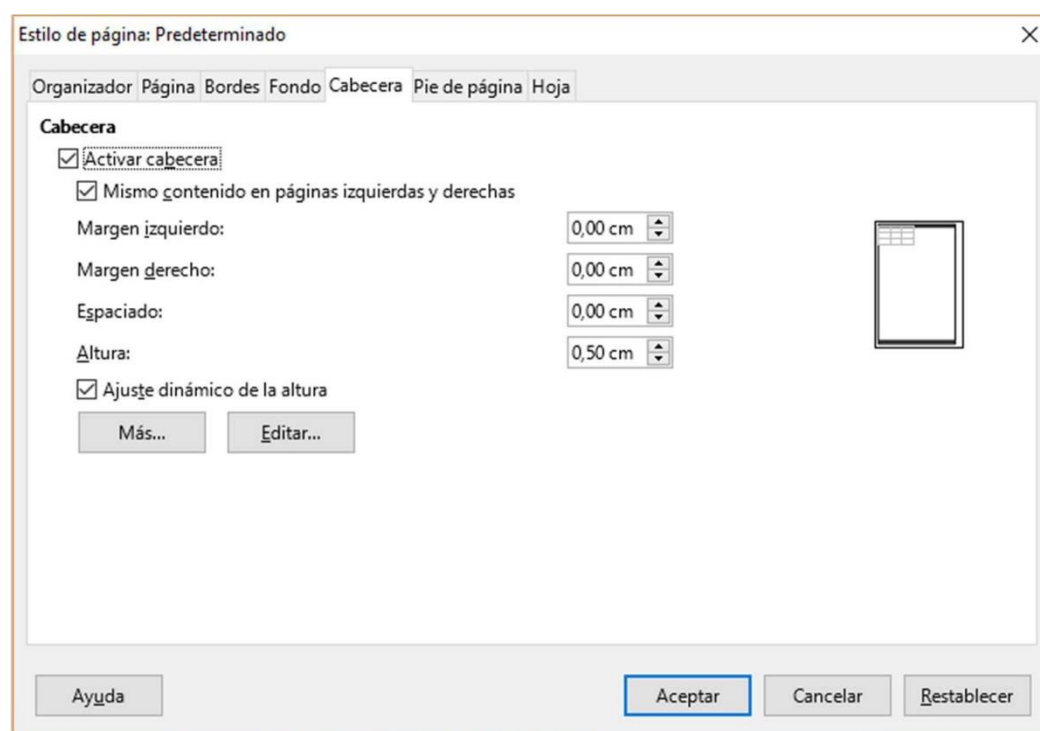 Estilo de página: Predeterminado
Organizador Página Bordes Fondo Cabecera Pie de página Hoja
Cabecera
Activar cabecera
Mismo contenido en páginas izquierdas y derechas
Margen izquierdo: 0,00 cm
Margen derecho: 0,00 cm
Espaciado: 0,00 cm
Altura: 0,50 cm
Ajuste dinámico de la altura
Más... Editar...
Ayuda Aceptar Cancelar Restablecer